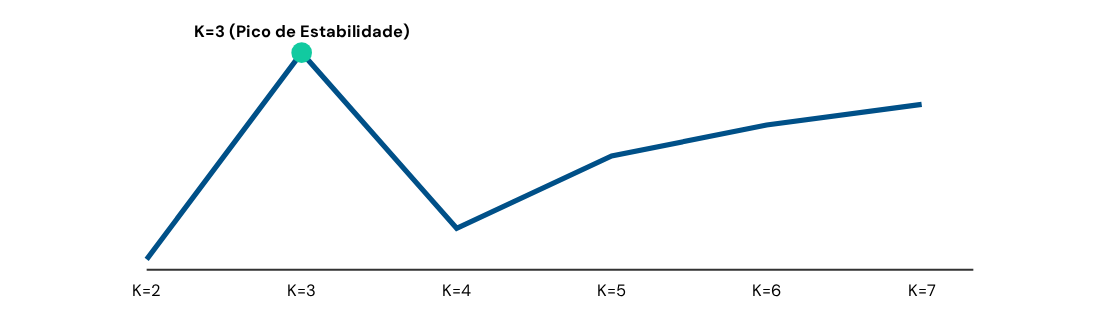 K=3 (Pico de Estabilidade)
K=2 K=3 K=4 K=5 K=6 K=7